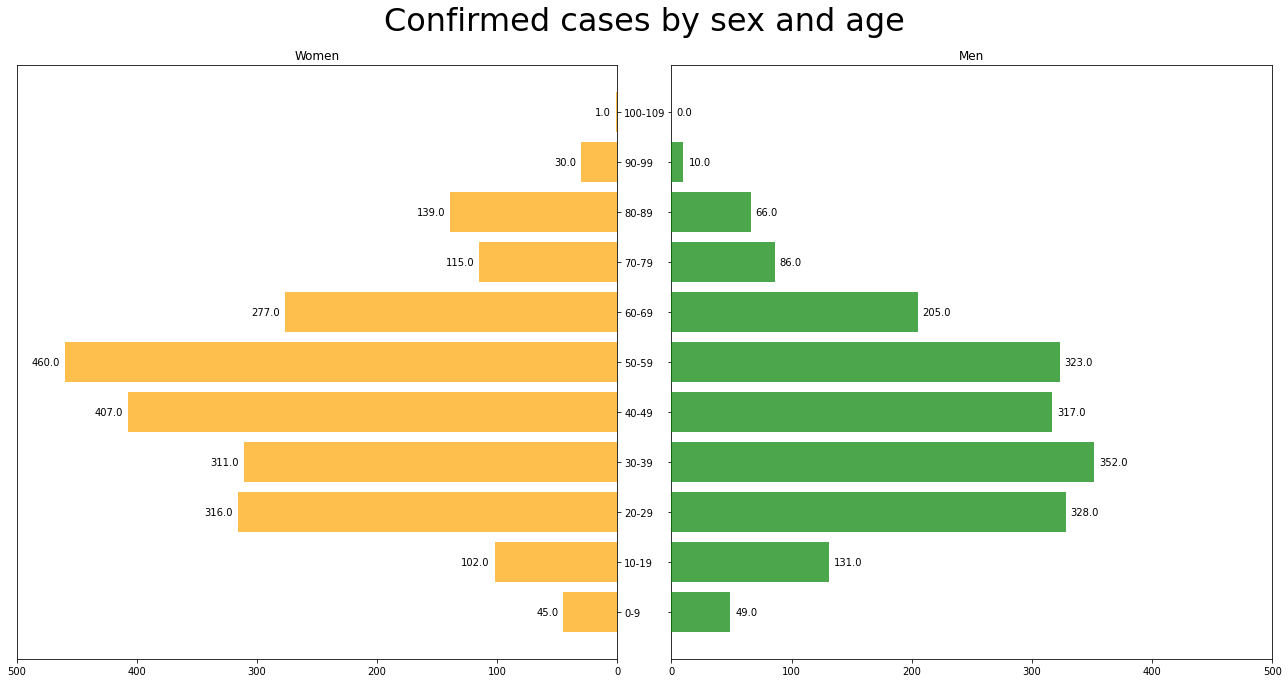 Confirmed cases by sex and age
Women Men
1.0 100-109 0.0
30.0 90-99 10.0
139.0 80-89 66.0
115.0 70-79 86.0
277.0 60-69 205.0
460.0 50-59 323.0
407.0 40-49 317.0
311.0 30-39 352.0
316.0 20-29 328.0
102.0 10-19 131.0
45.0 0-9 49.0
500 400 300 200 100 0 0 100 200 300 400 500